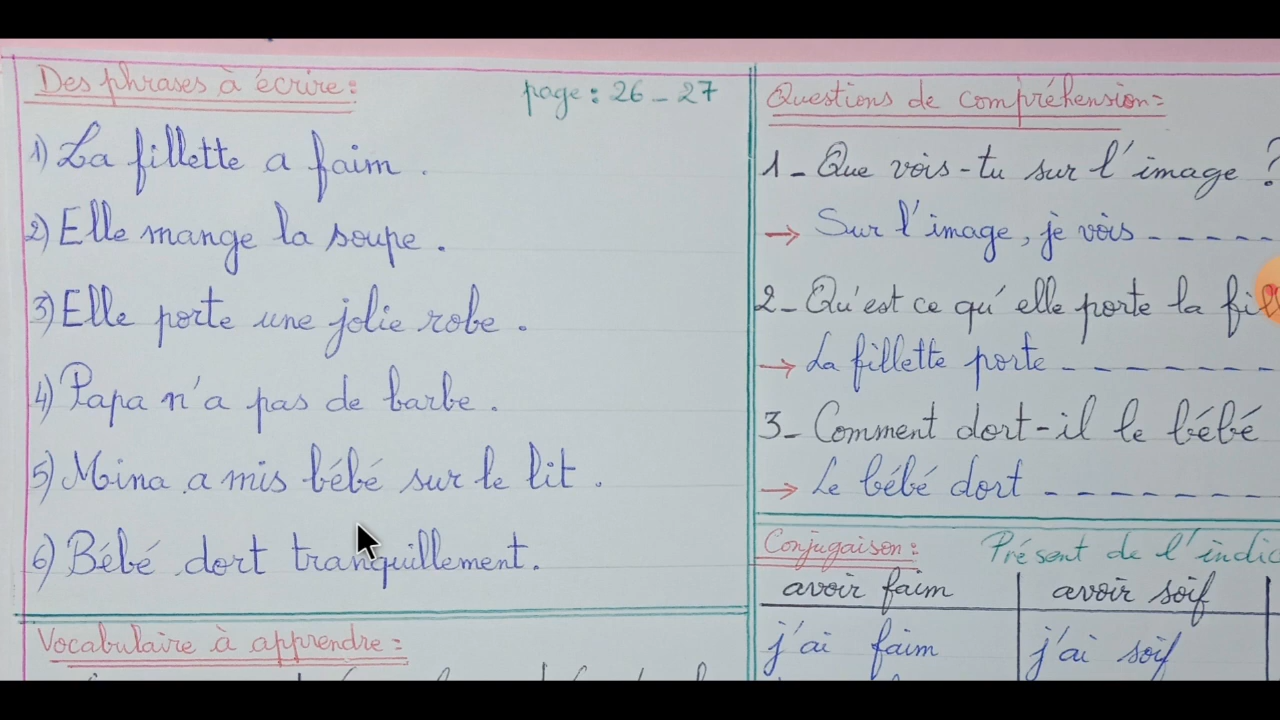 Des phrases à écrire:
page: 26 - 27
1) La fillette a faim.
2) Elle mange la soupe.
3) Elle porte une jolie robe.
4) Papa n'a pas de barbe.
5) Mina a mis bébé sur le lit.
6) Bébé dort tranquillement.
Vocabulaire à apprendre:
Questions de compréhension:
1- Que vois-tu sur l'image ?
→ Sur l'image, je vois -----
2- Qu'est ce qu'elle porte la
→ La fillette porte -------
3- Comment dort-il le bébé
→ Le bébé dort -------
Conjugaison: Présent de
avoir faim avoir soif
j'ai faim j'ai soif